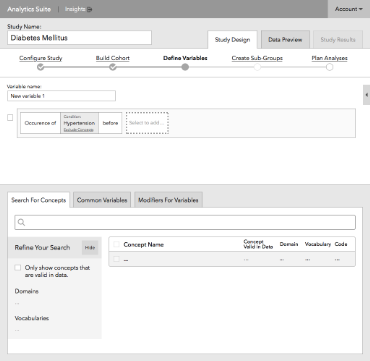 Analytics Suite | Insights
Account
Study Name:
Diabetes Mellitus
Study Design
Data Preview
Study Results
Configure Study
Build Cohort
Define Variables
Create Sub-Groups
Plan Analyses
Variable name:
New variable 1
Condition:
Occurence of Hypertension before Select to add ...
Exclude Concepts
Search For Concepts
Common Variables
Modifiers For Variables
Refine Your Search
Hide
Only show concepts that
are valid in data.
Domains
...
Vocabularies
...
Concept Name
Concept
Valid in Data
Domain
Vocabulary
Code
... ... ... ... ...